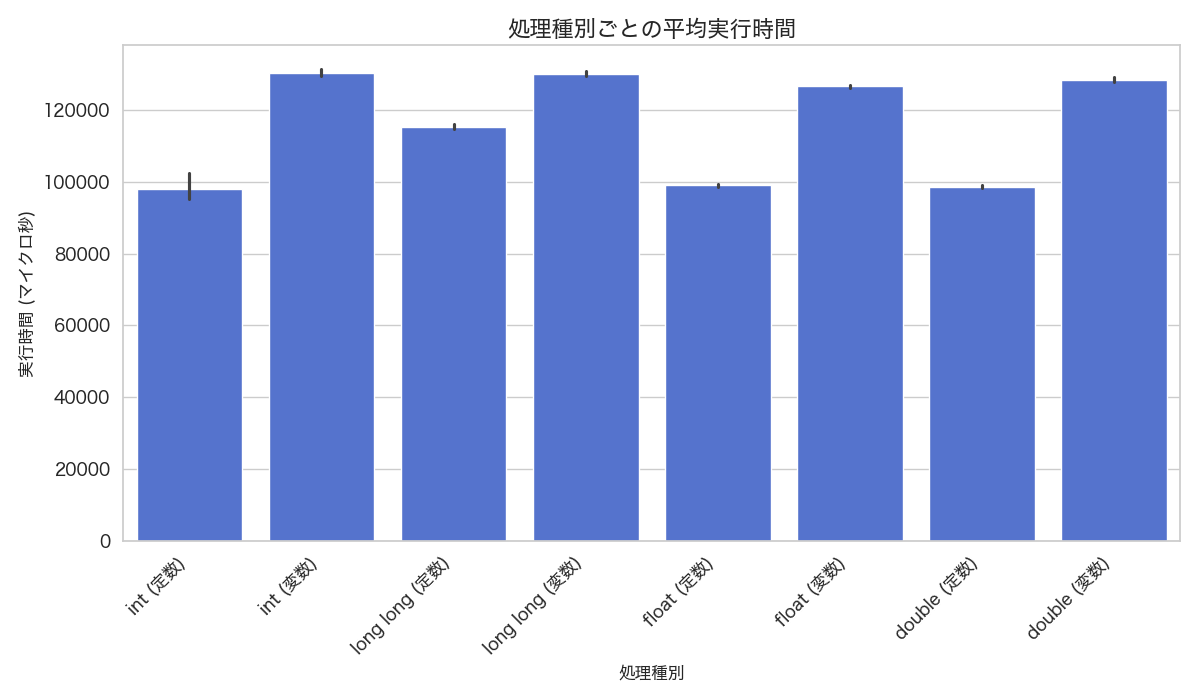 処理種別ごとの平均実行時間
実行時間 (マイクロ秒)
120000
100000
80000
60000
40000
20000
0
int (定数)
int (変数)
long long (定数)
long long (変数)
float (定数)
float (変数)
double (定数)
double (変数)
処理種別